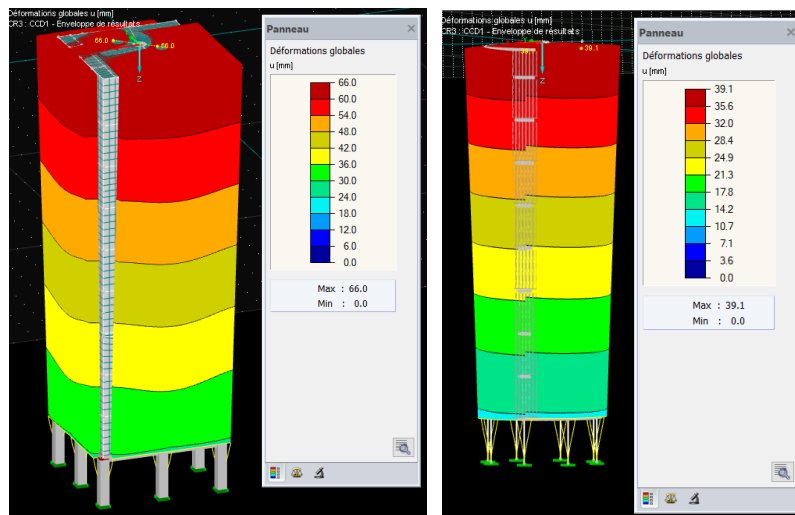 Déformations globales u [mm]
CR3 : CCD1 - Enveloppe de résultats
66.0
66.0
Z
Panneau
Déformations globales
u [mm]
66.0
60.0
54.0
48.0
42.0
36.0
30.0
24.0
18.0
12.0
6.0
0.0
Max : 66.0
Min : 0.0
Déformations globales u [mm]
CR3 : CCD1 - Enveloppe de résultats
39.1
Z
Panneau
Déformations globales
u [mm]
39.1
35.6
32.0
28.4
24.9
21.3
17.8
14.2
10.7
7.1
3.6
0.0
Max : 39.1
Min : 0.0